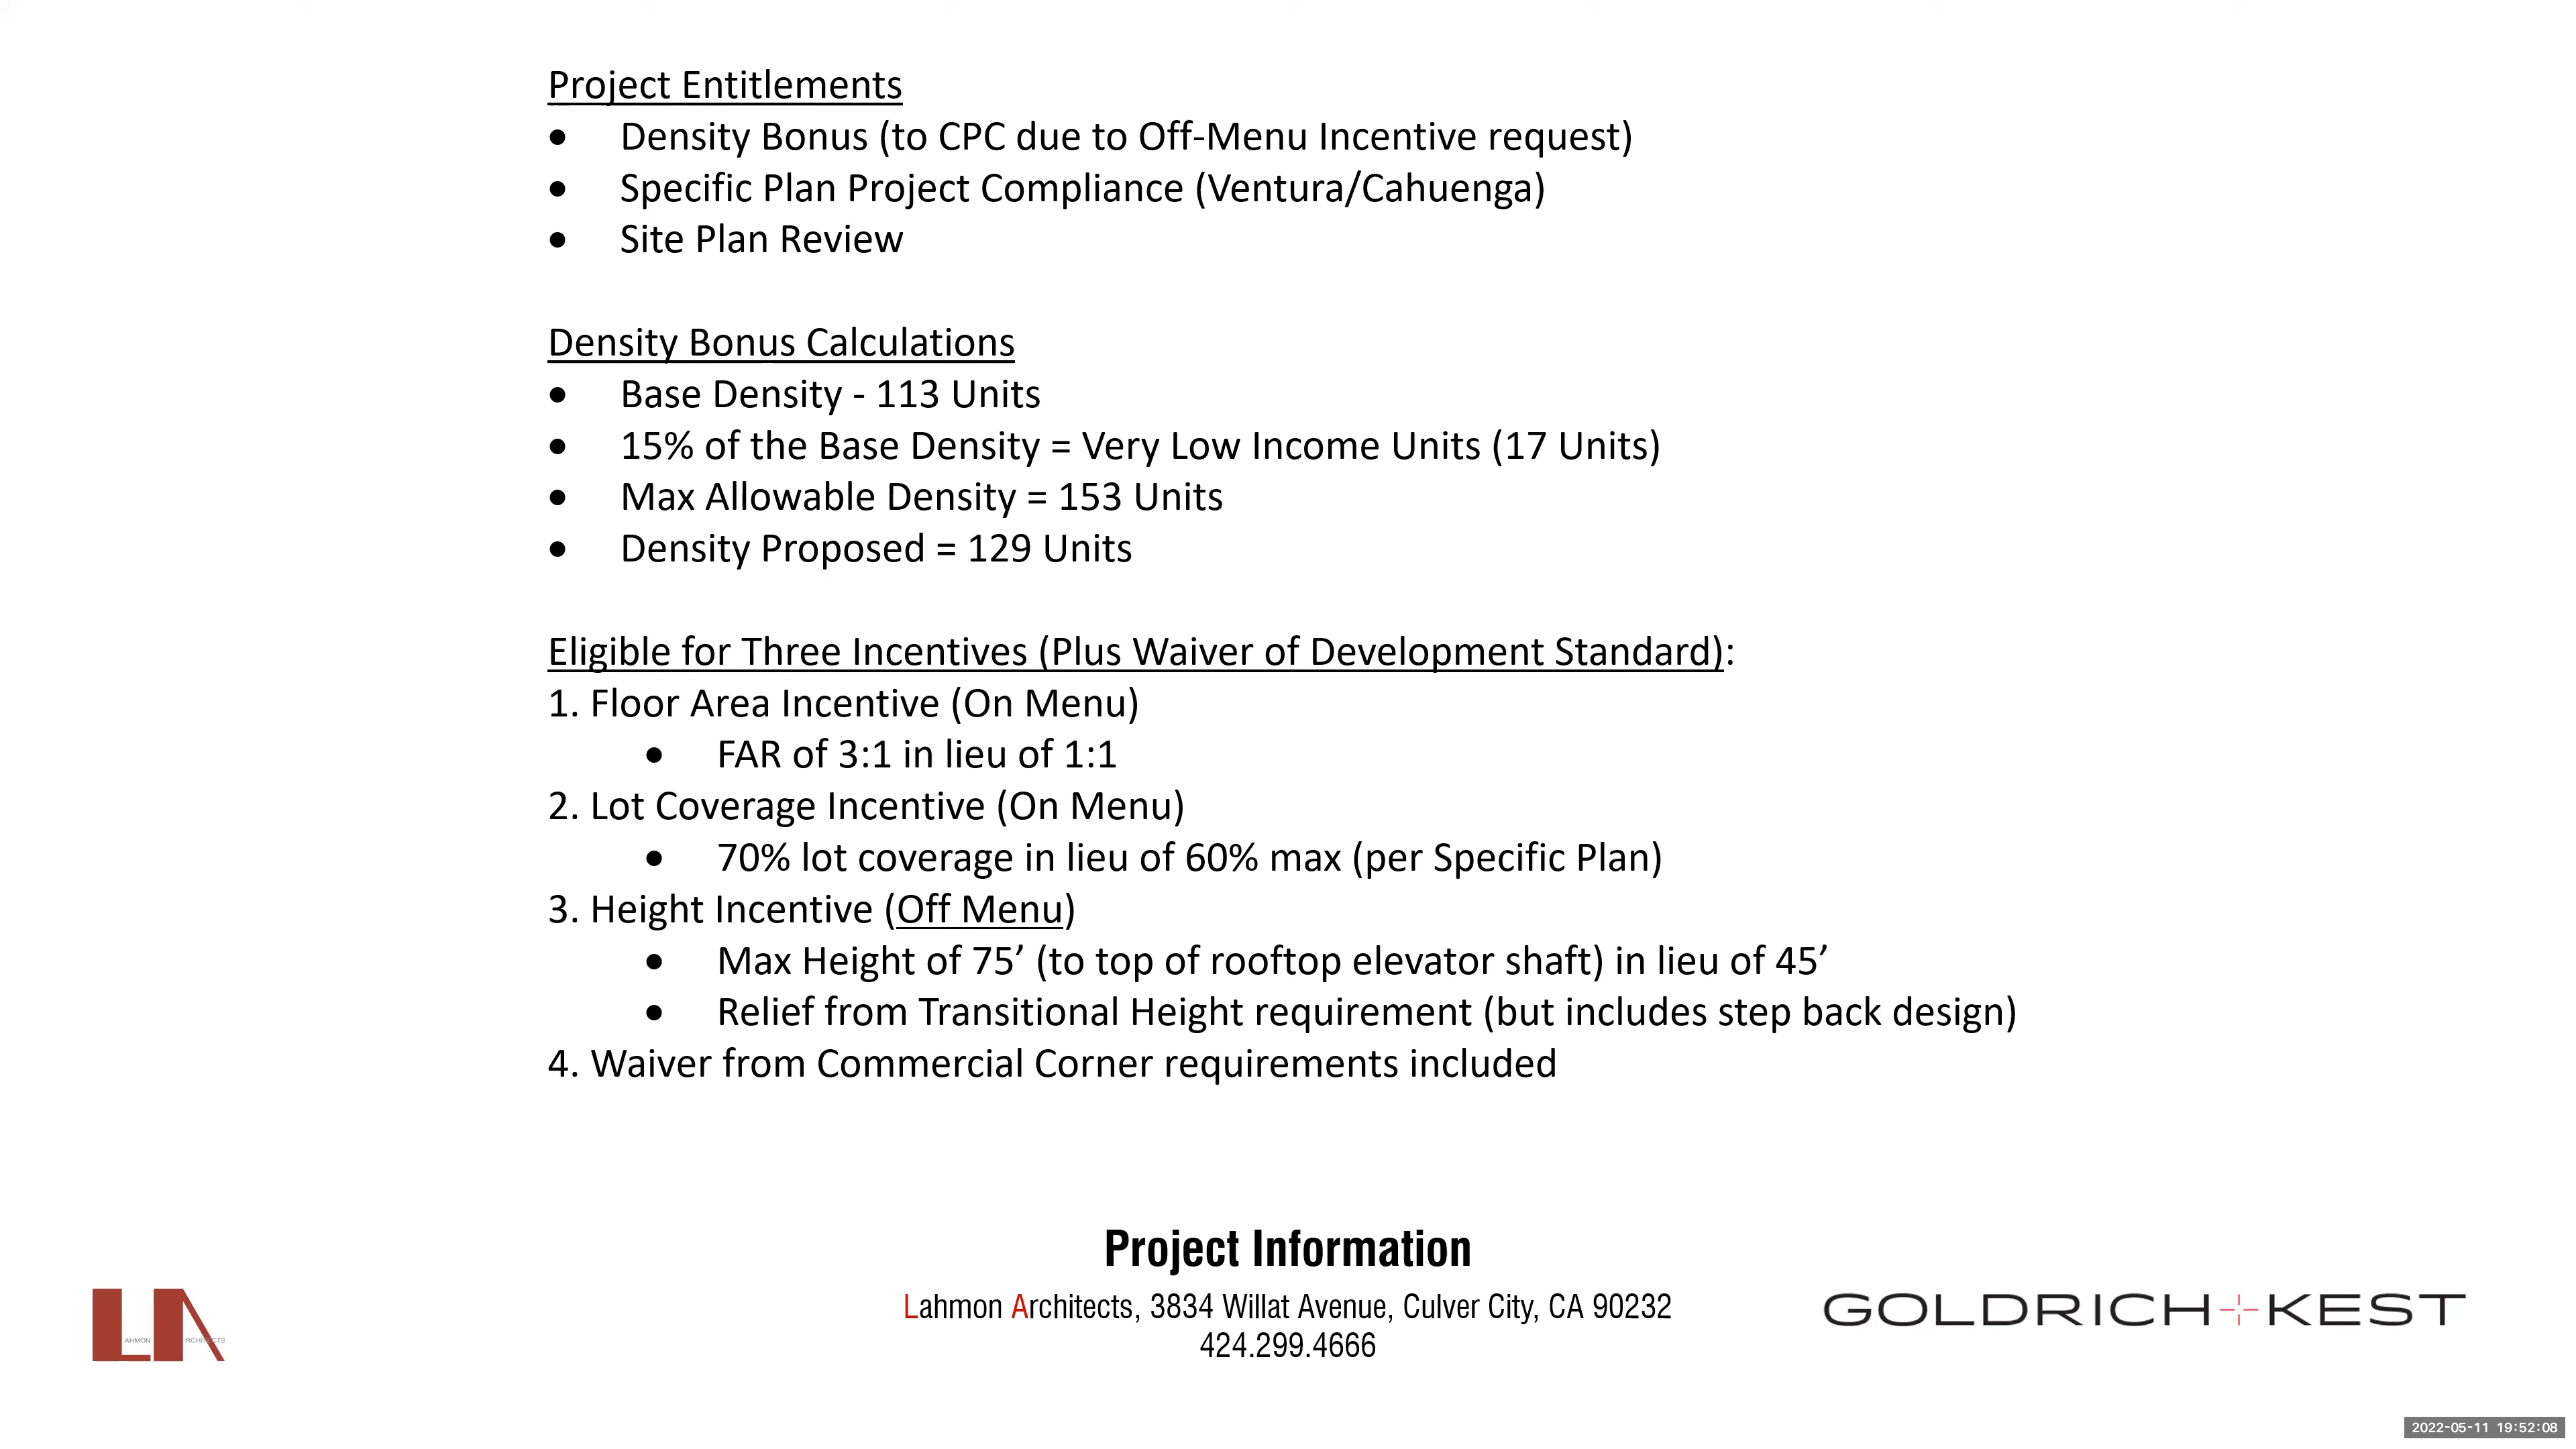 Project Entitlements
• Density Bonus (to CPC due to Off-Menu Incentive request)
• Specific Plan Project Compliance (Ventura/Cahuenga)
• Site Plan Review
Density Bonus Calculations
• Base Density - 113 Units
• 15% of the Base Density = Very Low Income Units (17 Units)
• Max Allowable Density = 153 Units
• Density Proposed = 129 Units
Eligible for Three Incentives (Plus Waiver of Development Standard):
1. Floor Area Incentive (On Menu)
• FAR of 3:1 in lieu of 1:1
2. Lot Coverage Incentive (On Menu)
• 70% lot coverage in lieu of 60% max (per Specific Plan)
3. Height Incentive (Off Menu)
• Max Height of 75’ (to top of rooftop elevator shaft) in lieu of 45’
• Relief from Transitional Height requirement (but includes step back design)
4. Waiver from Commercial Corner requirements included
Project Information
Lahmon Architects, 3834 Willat Avenue, Culver City, CA 90232
424.299.4666
LAHMON ARCHITECTS
GOLDRICH+KEST
2022-05-11 19:52:08